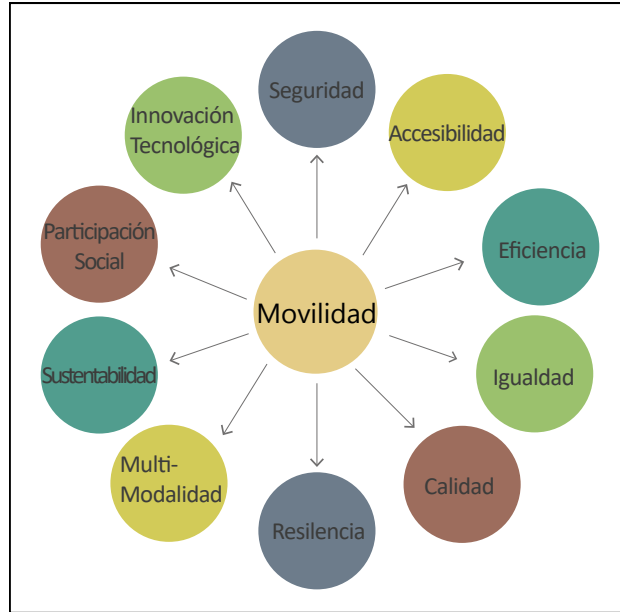 Seguridad
Accesibilidad
Innovación
Tecnológica
Participación
Social
Eficiencia
Movilidad
Sustentabilidad
Igualdad
Multi-
Modalidad
Calidad
Resilencia